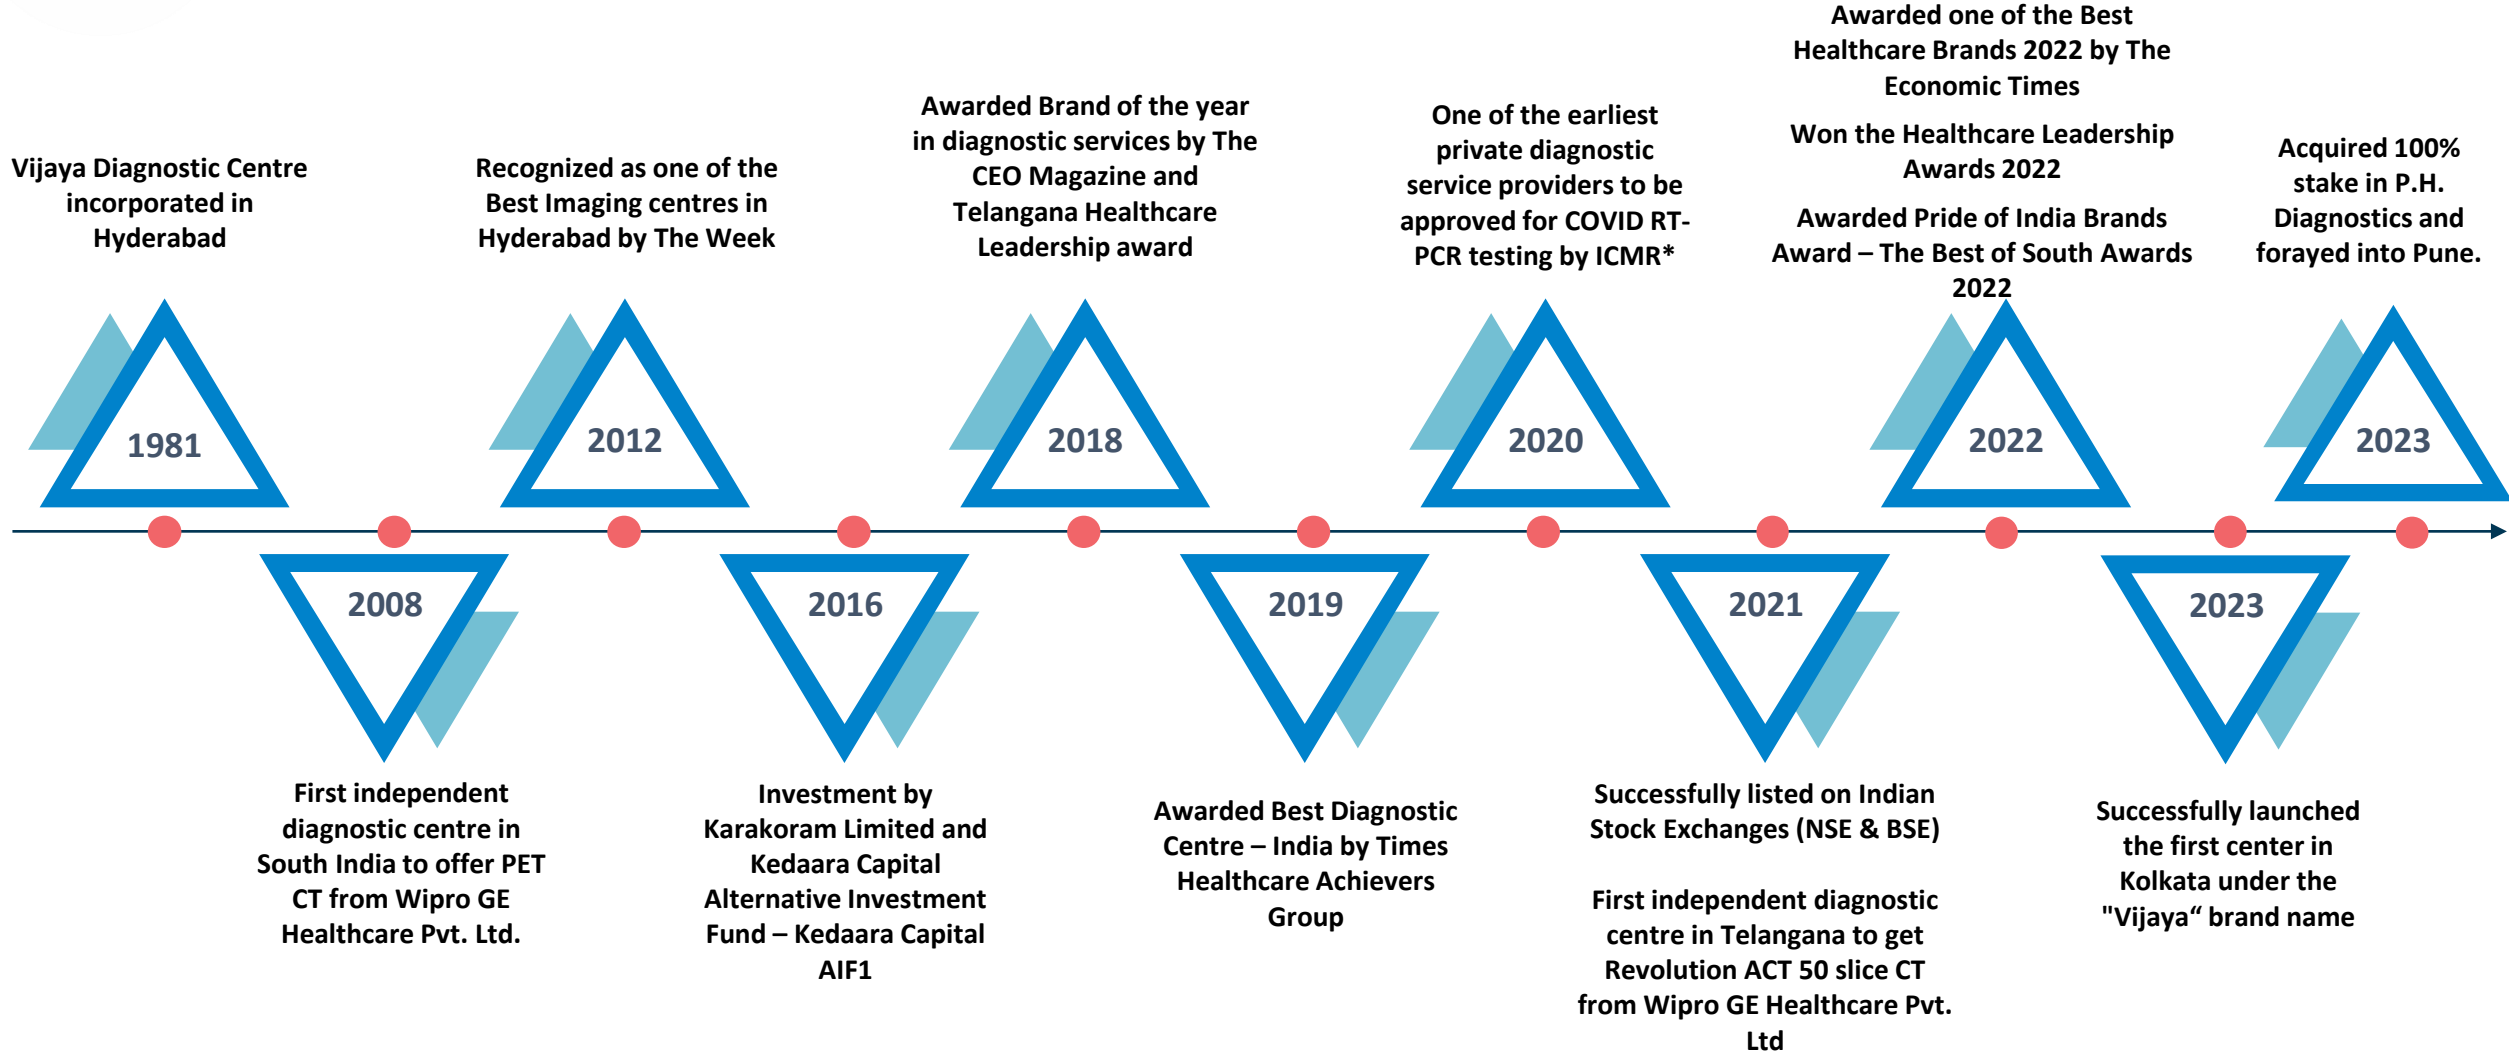 Vijaya Diagnostic Centre
incorporated in
Hyderabad
1981
First independent
diagnostic centre in
South India to offer PET
CT from Wipro GE
Healthcare Pvt. Ltd.
2008
Recognized as one of the
Best Imaging centres in
Hyderabad by The Week
2012
Investment by
Karakoram Limited and
Kedaara Capital
Alternative Investment
Fund – Kedaara Capital
AIF1
2016
Awarded Brand of the year
in diagnostic services by The
CEO Magazine and
Telangana Healthcare
Leadership award
2018
Awarded Best Diagnostic
Centre – India by Times
Healthcare Achievers
Group
2019
One of the earliest
private diagnostic
service providers to be
approved for COVID RT-
PCR testing by ICMR*
2020
Successfully listed on Indian
Stock Exchanges (NSE & BSE)
First independent diagnostic
centre in Telangana to get
Revolution ACT 50 slice CT
from Wipro GE Healthcare Pvt.
Ltd
2021
Awarded one of the Best
Healthcare Brands 2022 by The
Economic Times
Won the Healthcare Leadership
Awards 2022
Awarded Pride of India Brands
Award – The Best of South Awards
2022
2022
Successfully launched
the first center in
Kolkata under the
"Vijaya“ brand name
2023
Acquired 100%
stake in P.H.
Diagnostics and
forayed into Pune.
2023